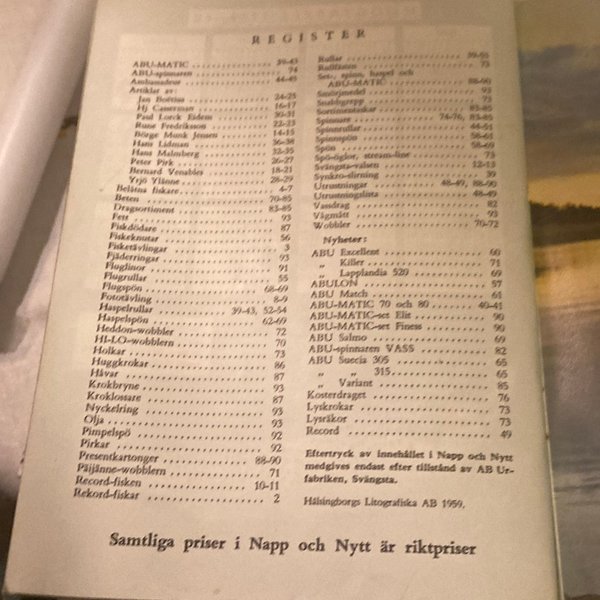 REGISTER
ABU-MATIC 39-43
ABU-spinnaren 74
Ambassadeur 44-45
Artiklar av:
Jan Boëtius 24-25
Hj Casserman 16-17
Paul Lorck Eidem 30-31
Rune Fredriksson 22-23
Börge Munk Jensen 14-15
Hans Lidman 36-38
Hans Malmberg 32-35
Peter Pirk 26-27
Bernard Venables 18-21
Yrjö Ylänne 28-29
Belåtna fiskare 4-7
Beten 70-85
Dragsortiment 83-85
Fett 93
Fiskdödare 87
Fiskeknutar 56
Fisketävlingar 3
Fjäderringar 93
Fluglinor 91
Flugrullar 55
Flugspön 68-69
Fototävling 8-9
Haspelrullar 39-43, 52-54
Haspelspön 62-69
Heddon-wobbler 72
HI-LO-wobblern 70
Holkar 73
Huggkrokar 86
Håvar 87
Krokbryne 93
Kroklossare 87
Nyckelring 93
Olja 93
Pimpelspö 92
Pirkar 92
Presentkartonger 88-90
Päijänne-wobblern 71
Record-fisken 10-11
Rekord-fiskar 2
Rullar 39-55
Rullfästen 73
Set, spinn, haspel och
ABU-MATIC 88-90
Smörjmedel 93
Snabbgrepp 73
Sortimentaskar 83-85
Spinnare 74-76, 83-85
Spinnrullar 44-51
Spinnspön 58-61
Spön 58-69
Spö-öglor, stream-line 73
Svängsta-valsen 12-13
Synkro-slirning 39
Utrustningar 48-49, 88-90
Utrustningslista 48-49
Vassdrag 82
Vågmått 93
Wobbler 70-72
Nyheter:
ABU Excellent 60
„ Killer 71
„ Lapplandia 520 69
ABULON 57
ABU Match 61
ABU-MATIC 70 och 80 40-41
ABU-MATIC-set Elit 90
ABU-MATIC-set Finess 90
ABU Salmo 69
ABU-spinnaren VASS 82
ABU Suecia 305 65
„ „ 315 65
„ Variant 85
Kosterdraget 76
Lyskrokar 73
Lysräkor 73
Record 49
Eftertryck av innehållet i Napp och Nytt
medgives endast efter tillstånd av AB Ur-
fabriken, Svängsta.
Hälsingborgs Litografiska AB 1959.
Samtliga priser i Napp och Nytt är riktpriser